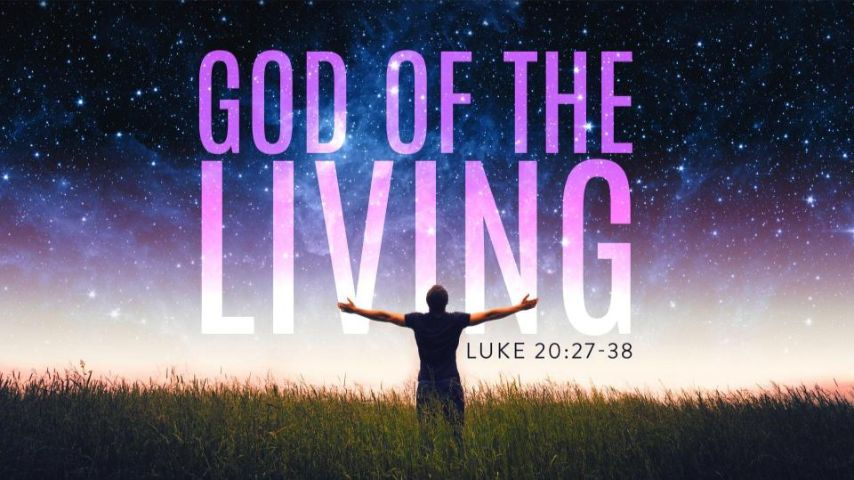 GOD OF THE
LIVING
LUKE 20:27-38